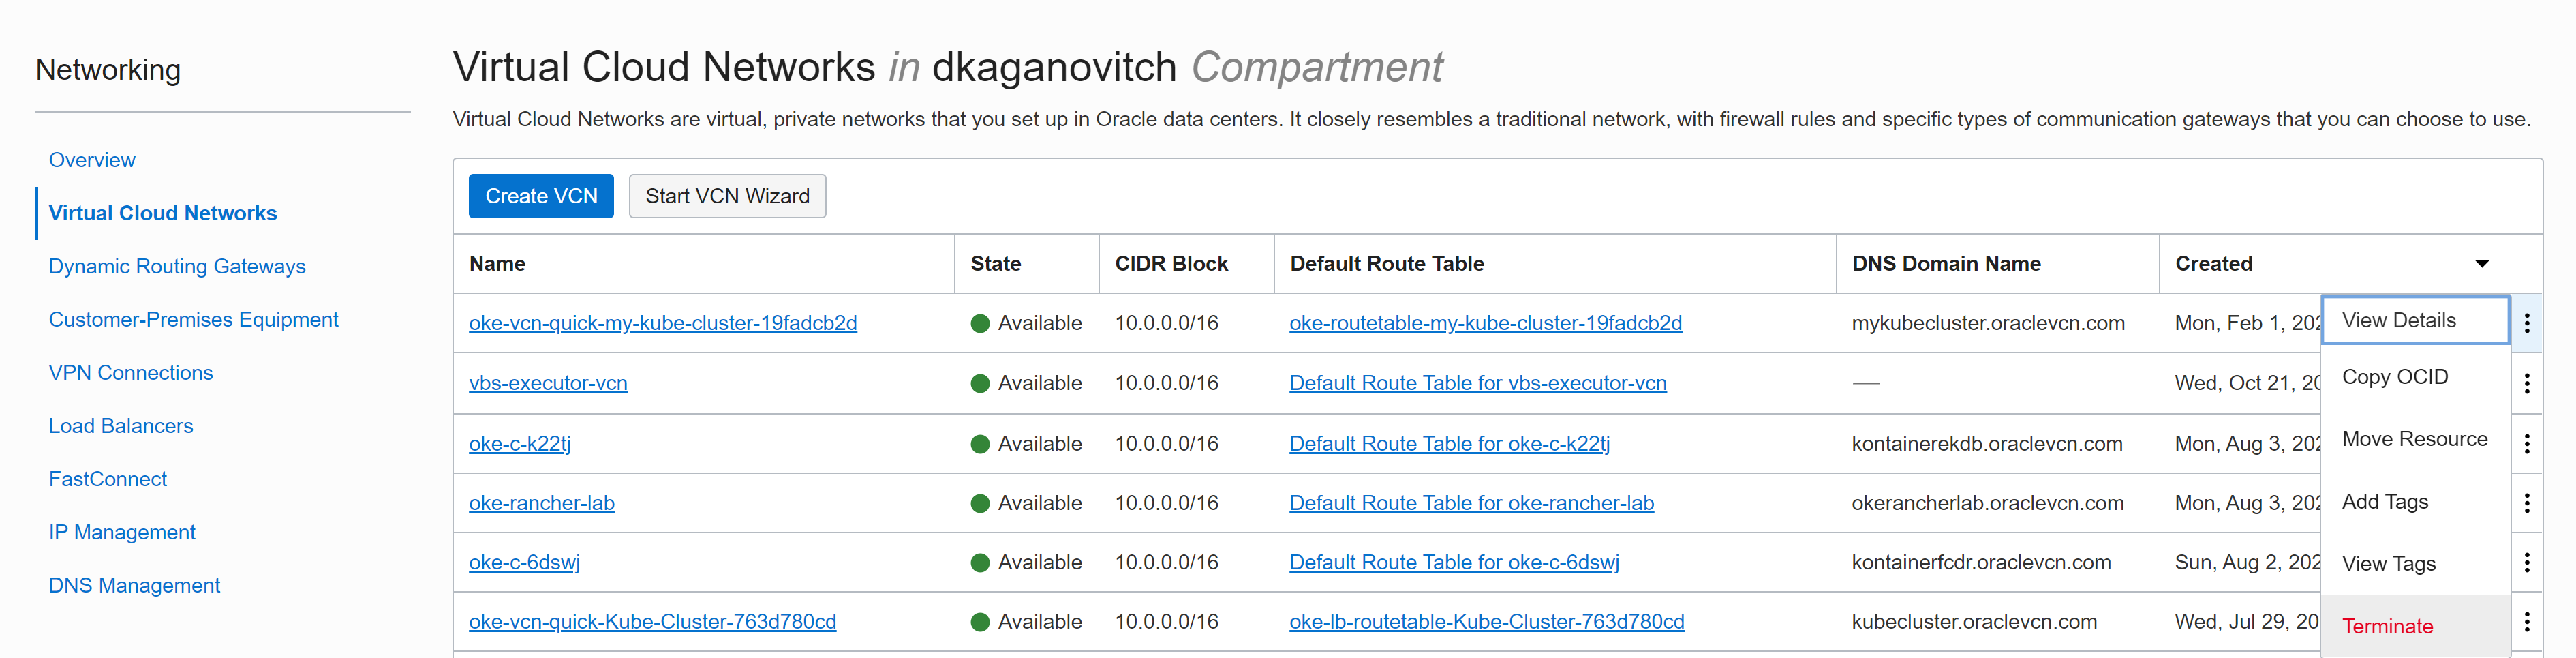 Networking
Overview
Virtual Cloud Networks
Dynamic Routing Gateways
Customer-Premises Equipment
VPN Connections
Load Balancers
FastConnect
IP Management
DNS Management
Virtual Cloud Networks in dkaganovitch Compartment
Virtual Cloud Networks are virtual, private networks that you set up in Oracle data centers. It closely resembles a traditional network, with firewall rules and specific types of communication gateways that you can choose to use.
Create VCN Start VCN Wizard
Name State CIDR Block Default Route Table DNS Domain Name Created
oke-vcn-quick-my-kube-cluster-19fadcb2d Available 10.0.0.0/16 oke-routetable-my-kube-cluster-19fadcb2d mykubecluster.oraclevcn.com Mon, Feb 1, 202
vbs-executor-vcn Available 10.0.0.0/16 Default Route Table for vbs-executor-vcn — Wed, Oct 21, 20
oke-c-k22tj Available 10.0.0.0/16 Default Route Table for oke-c-k22tj kontainerekdb.oraclevcn.com Mon, Aug 3, 202
oke-rancher-lab Available 10.0.0.0/16 Default Route Table for oke-rancher-lab okerancherlab.oraclevcn.com Mon, Aug 3, 202
oke-c-6dswj Available 10.0.0.0/16 Default Route Table for oke-c-6dswj kontainerfcdr.oraclevcn.com Sun, Aug 2, 202
oke-vcn-quick-Kube-Cluster-763d780cd Available 10.0.0.0/16 oke-lb-routetable-Kube-Cluster-763d780cd kubecluster.oraclevcn.com Wed, Jul 29, 20
View Details
Copy OCID
Move Resource
Add Tags
View Tags
Terminate